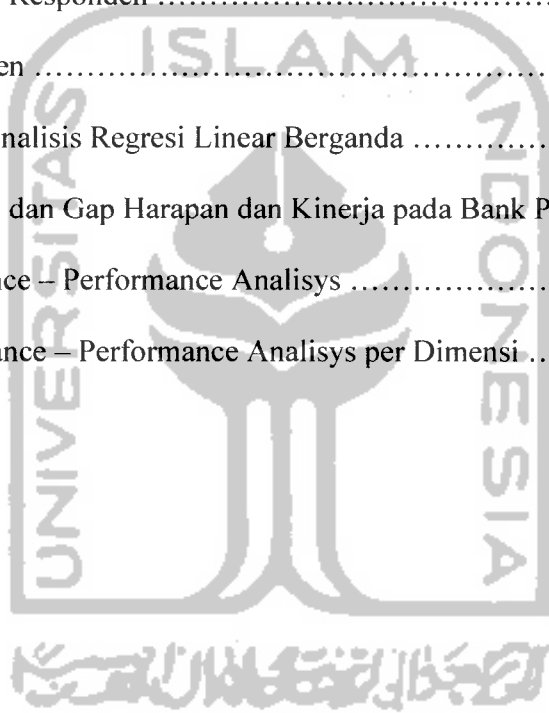 Responden ........................................
ISLAM
en ....................................................
nalisis Regresi Linear Berganda ...............
dan Gap Harapan dan Kinerja pada Bank P
nce – Performance Analisys .....................
ance – Performance Analisys per Dimensi ...
UNIVERSITAS
INDONESIA